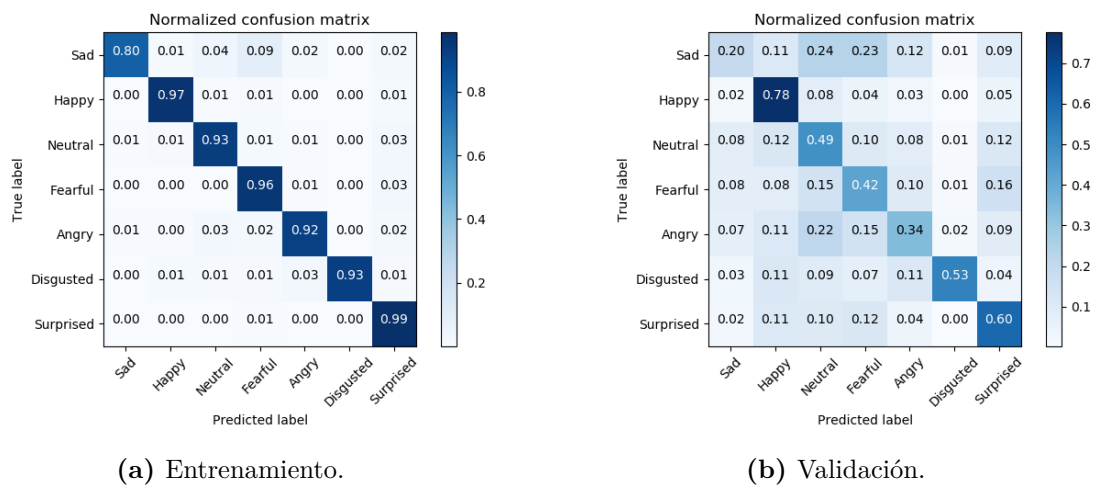 Normalized confusion matrix
True label
Sad 0.80 0.01 0.04 0.09 0.02 0.00 0.02
Happy 0.00 0.97 0.01 0.01 0.00 0.00 0.01
Neutral 0.01 0.01 0.93 0.01 0.01 0.00 0.03
Fearful 0.00 0.00 0.00 0.96 0.01 0.00 0.03
Angry 0.01 0.00 0.03 0.02 0.92 0.00 0.02
Disgusted 0.00 0.01 0.01 0.01 0.03 0.93 0.01
Surprised 0.00 0.00 0.00 0.01 0.00 0.00 0.99
Sad Happy Neutral Fearful Angry Disgusted Surprised
Predicted label
0.8
0.6
0.4
0.2
(a) Entrenamiento.
Normalized confusion matrix
True label
Sad 0.20 0.11 0.24 0.23 0.12 0.01 0.09
Happy 0.02 0.78 0.08 0.04 0.03 0.00 0.05
Neutral 0.08 0.12 0.49 0.10 0.08 0.01 0.12
Fearful 0.08 0.08 0.15 0.42 0.10 0.01 0.16
Angry 0.07 0.11 0.22 0.15 0.34 0.02 0.09
Disgusted 0.03 0.11 0.09 0.07 0.11 0.53 0.04
Surprised 0.02 0.11 0.10 0.12 0.04 0.00 0.60
Sad Happy Neutral Fearful Angry Disgusted Surprised
Predicted label
0.7
0.6
0.5
0.4
0.3
0.2
0.1
(b) Validación.